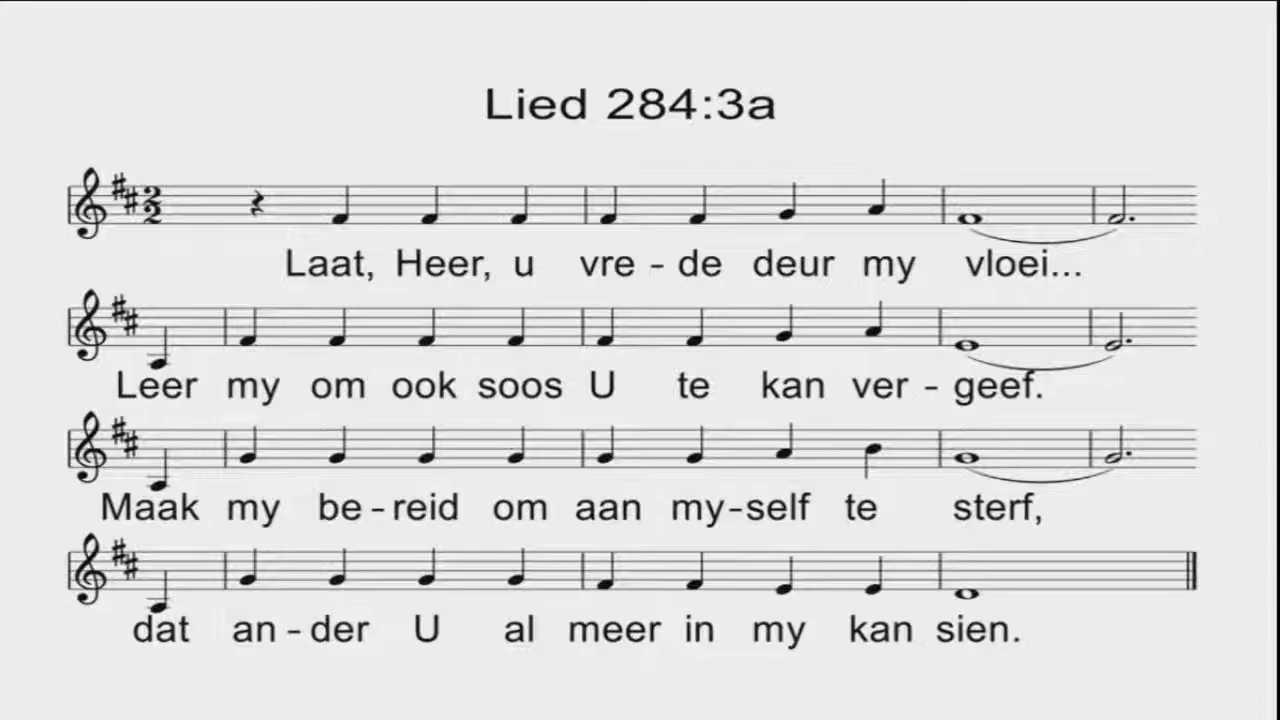 Lied 284:3a
2
2
Laat, Heer, u vre - de deur my vloei...
Leer my om ook soos U te kan ver - geef.
Maak my be - reid om aan my - self te sterf,
dat an - der U al meer in my kan sien.